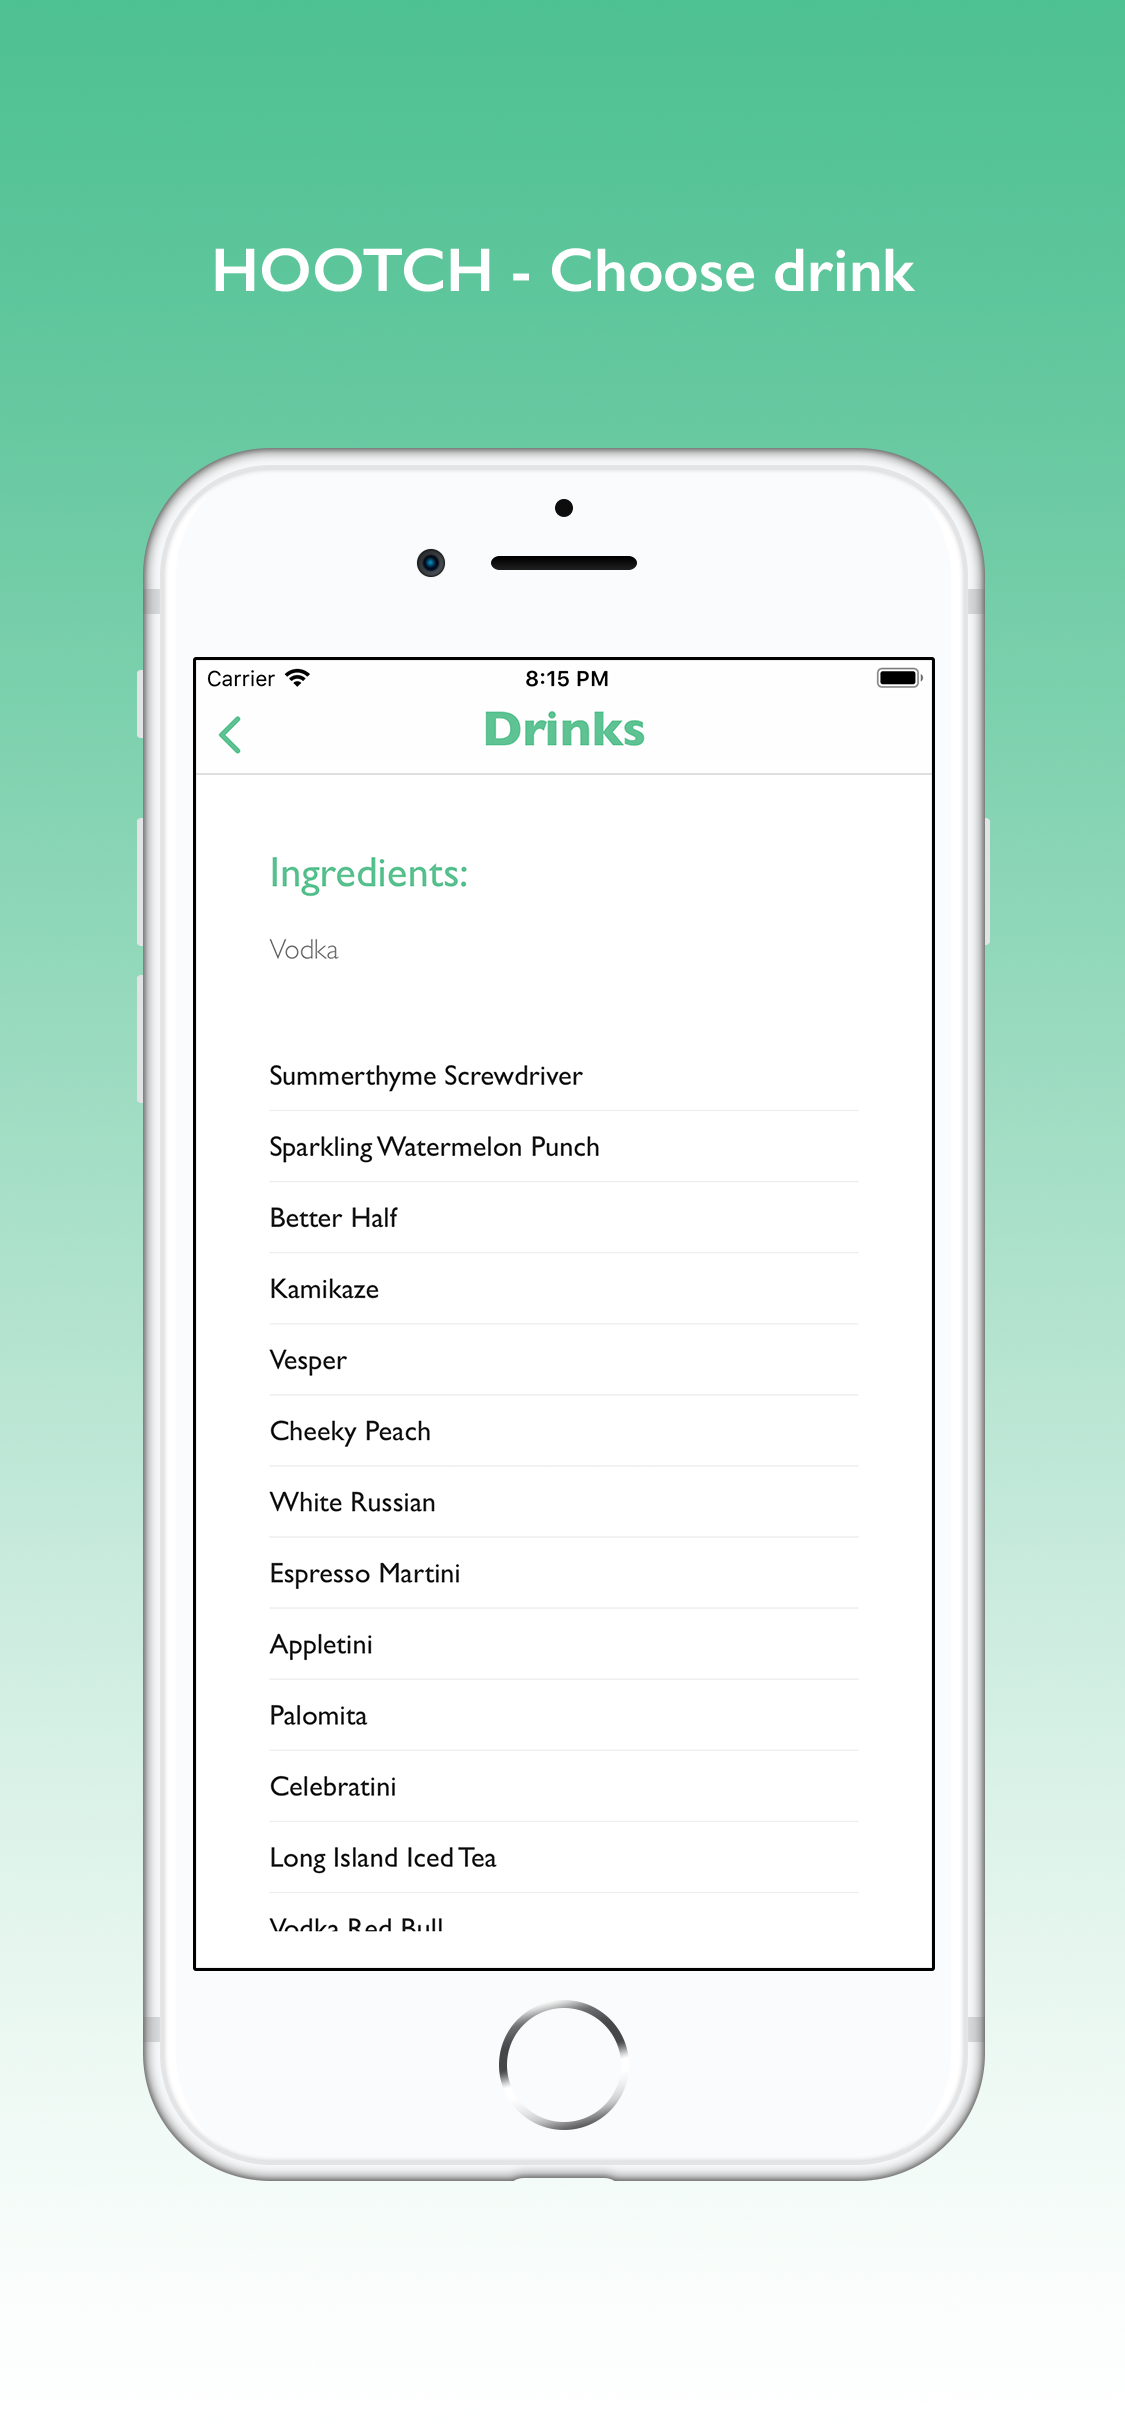 HOOTCH - Choose drink
Carrier 8:15 PM
Drinks
Ingredients:
Vodka
Summerthyme Screwdriver
Sparkling Watermelon Punch
Better Half
Kamikaze
Vesper
Cheeky Peach
White Russian
Espresso Martini
Appletini
Palomita
Celebratini
Long Island Iced Tea
Vodka Red Bull